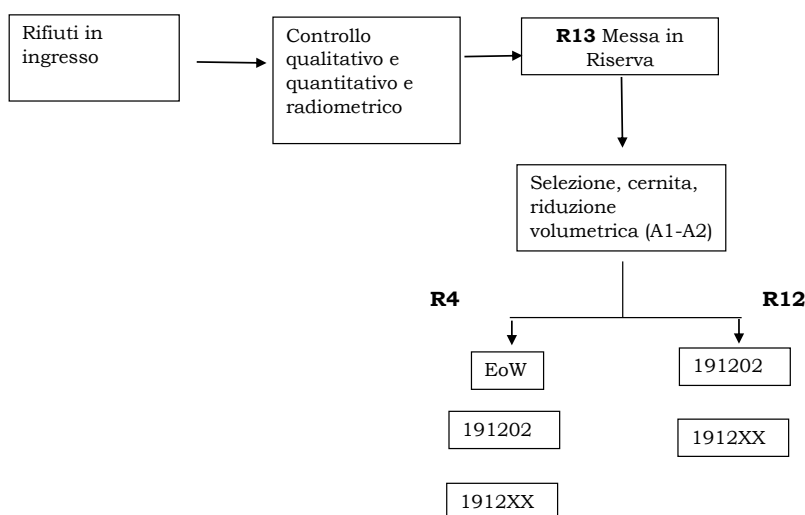 Rifiuti in
ingresso
Controllo
qualitativo e
quantitativo e
radiometrico
R13 Messa in
Riserva
Selezione, cernita,
riduzione
volumetrica (A1-A2)
R4
R12
EoW
191202
191202
1912XX
1912XX